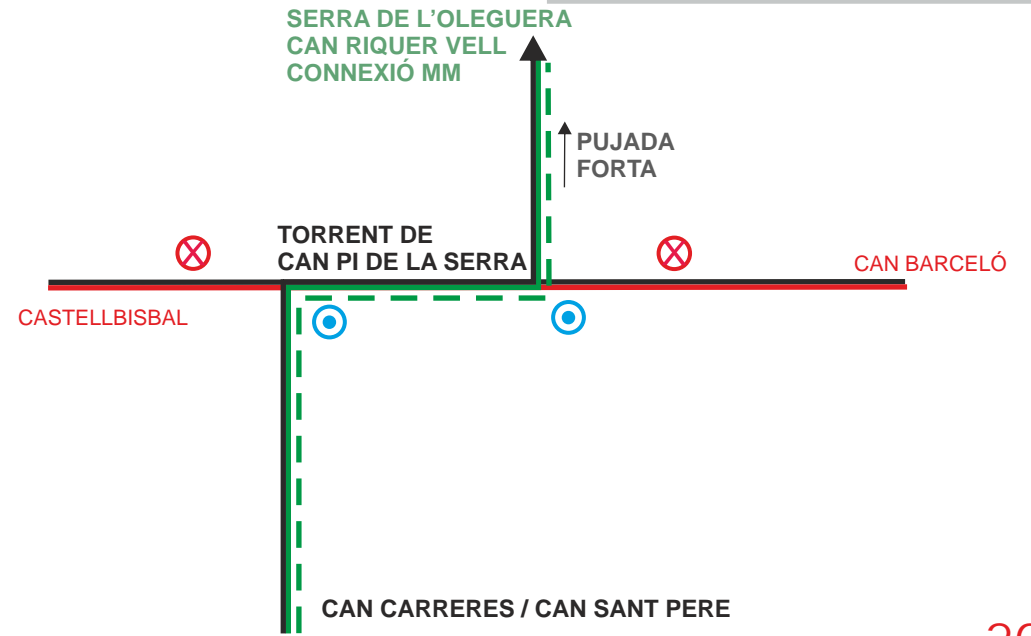 SERRA DE L'OLEGUERA
CAN RIQUER VELL
CONNEXIÓ MM
PUJADA
FORTA
TORRENT DE
CAN PI DE LA SERRA
CAN BARCELÓ
CASTELLBISBAL
CAN CARRERES / CAN SANT PERE